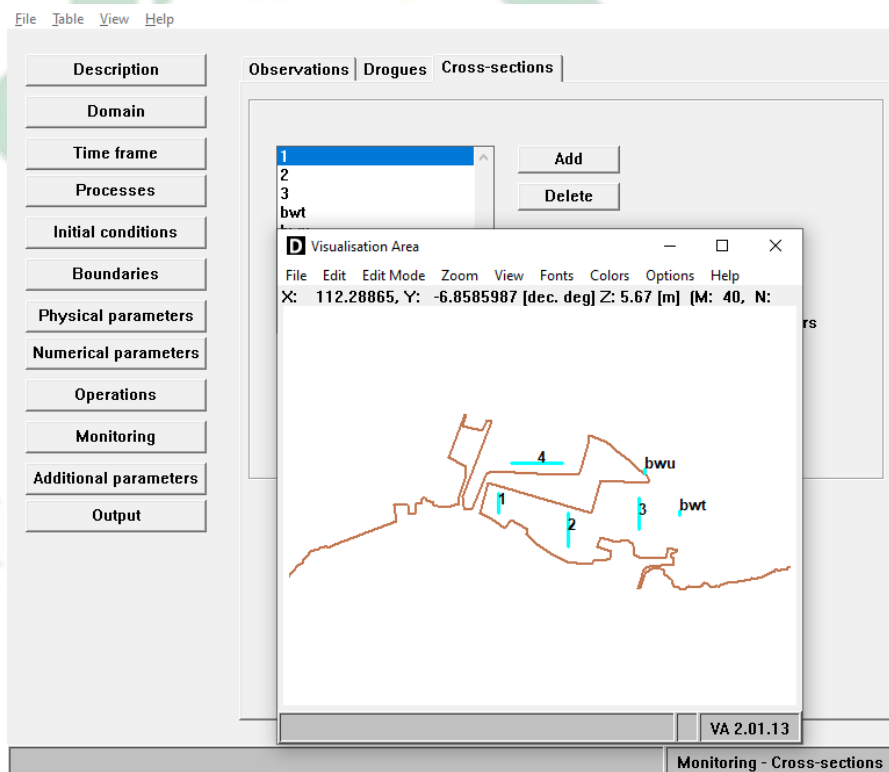 File Table View Help
Description
Domain
Time frame
Processes
Initial conditions
Boundaries
Physical parameters
Numerical parameters
Operations
Monitoring
Additional parameters
Output
Observations Drogues Cross-sections
1
2
3
bwt
Add
Delete
rs
D Visualisation Area
File Edit Edit Mode Zoom View Fonts Colors Options Help
X: 112.28865, Y: -6.8585987 [dec. deg] Z: 5.67 [m] (M: 40, N:
4
bwu
1
2
3
bwt
VA 2.01.13
Monitoring - Cross-sections